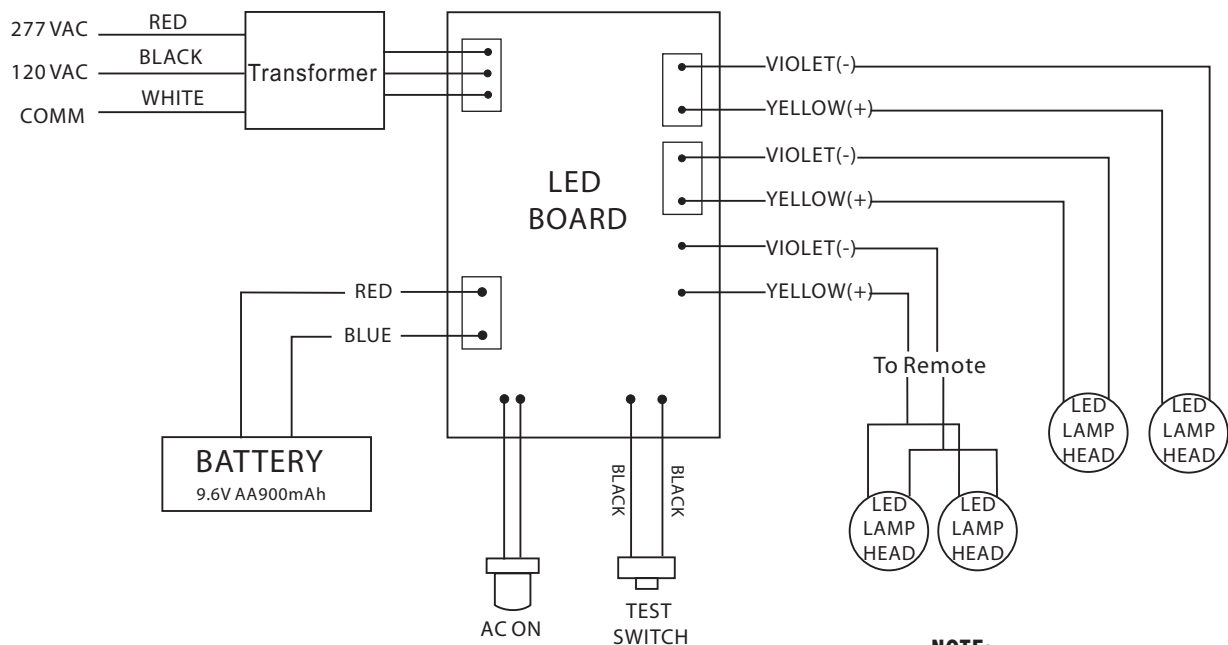 277 VAC
RED
120 VAC
BLACK
COMM
WHITE
Transformer
LED
BOARD
VIOLET(-)
YELLOW(+)
VIOLET(-)
YELLOW(+)
VIOLET(-)
YELLOW(+)
RED
BLUE
To Remote
BATTERY
9.6V AA900mAh
BLACK
BLACK
AC ON
TEST
SWITCH
LED
LAMP
HEAD
LED
LAMP
HEAD
LED
LAMP
HEAD
LED
LAMP
HEAD
NOTE: